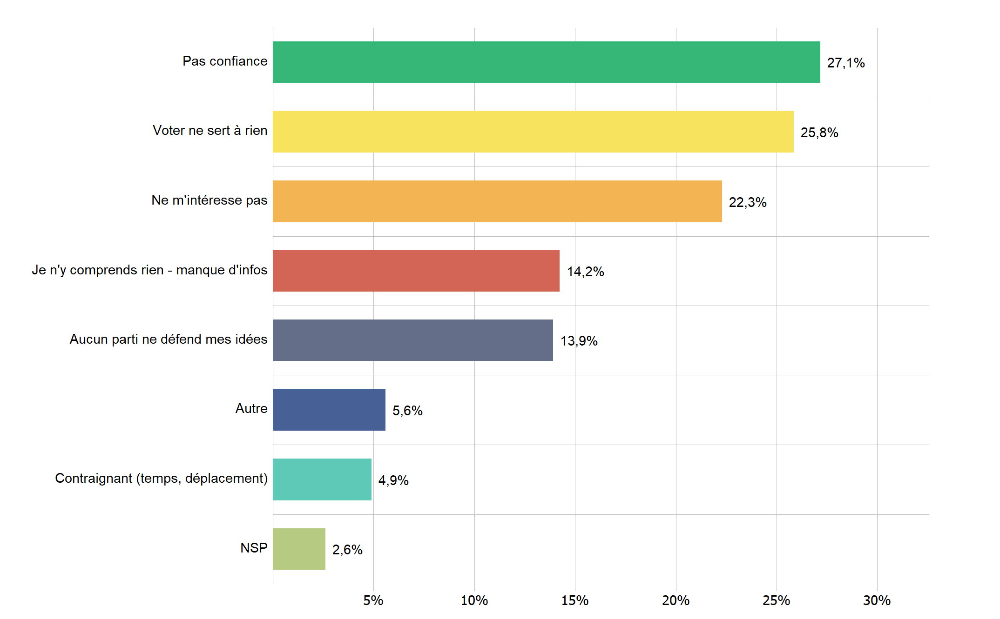 Pas confiance
27,1%
Voter ne sert à rien
25,8%
Ne m'intéresse pas
22,3%
Je n'y comprends rien - manque d'infos
14,2%
Aucun parti ne défend mes idées
13,9%
Autre
5,6%
Contraignant (temps, déplacement)
4,9%
NSP
2,6%
5% 10% 15% 20% 25% 30%